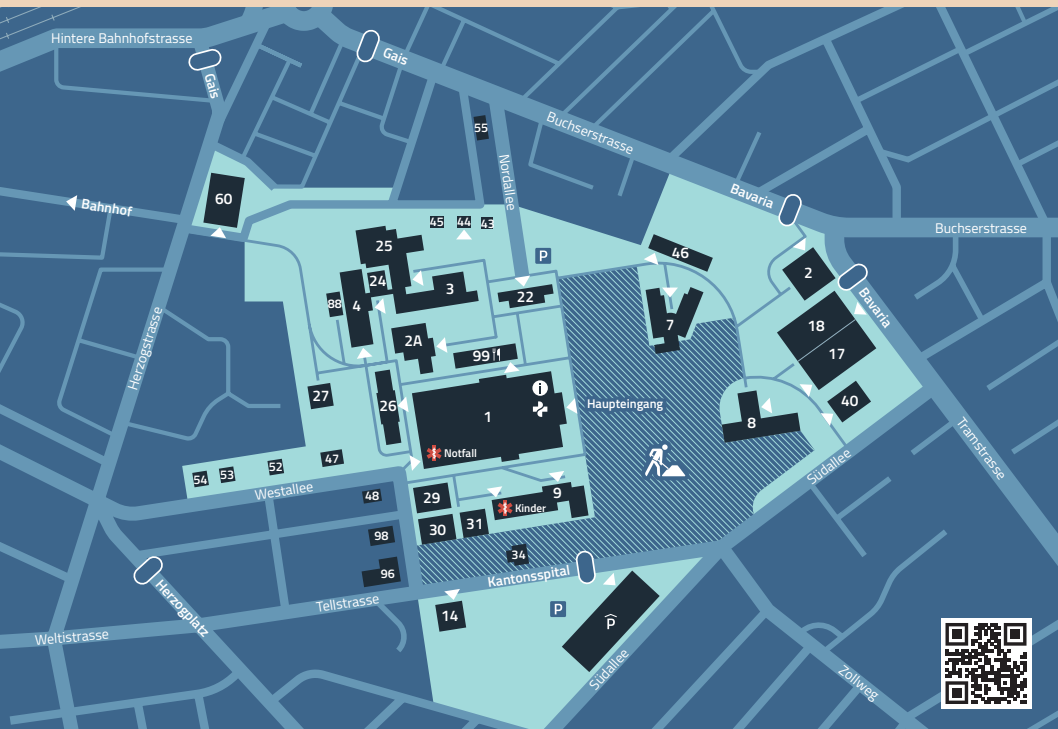 Hintere Bahnhofstrasse
Gais
Gais
Buchserstrasse
55
Nordallee
Bavaria
Bahnhof
60
45
44
43
Buchserstrasse
25
P
46
2
24
3
88
4
22
Bavaria
7
18
2A
99
17
Herzogstrasse
27
26
1
Haupteingang
40
8
Notfall
Tramstrasse
47
52
53
54
Südallee
Westallee
48
29
9
Kinder
30
31
98
34
96
Kantonsspital
Herzogplatz
Tellstrasse
14
P
P
Weltistrasse
Südallee
Zollweg